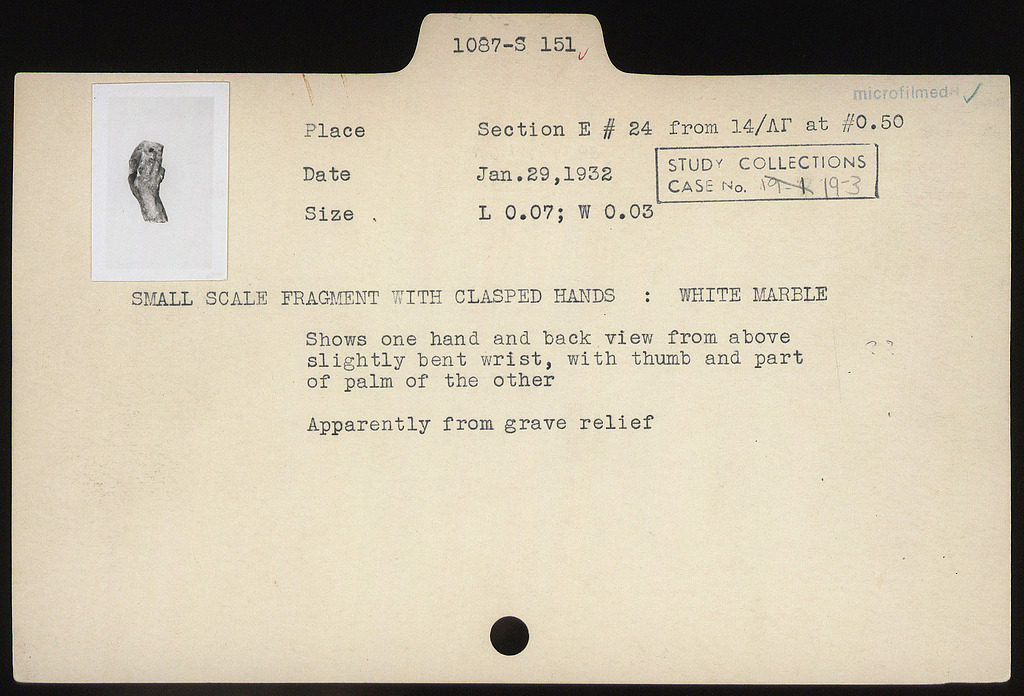 1087-S 151
microfilmed
Place Section E # 24 from 14/ΛΓ at #0.50
STUDY COLLECTIONS
Date Jan.29,1932
CASE No. 19-3
Size . L 0.07; W 0.03
SMALL SCALE FRAGMENT WITH CLASPED HANDS : WHITE MARBLE
Shows one hand and back view from above
slightly bent wrist, with thumb and part
of palm of the other
??
Apparently from grave relief